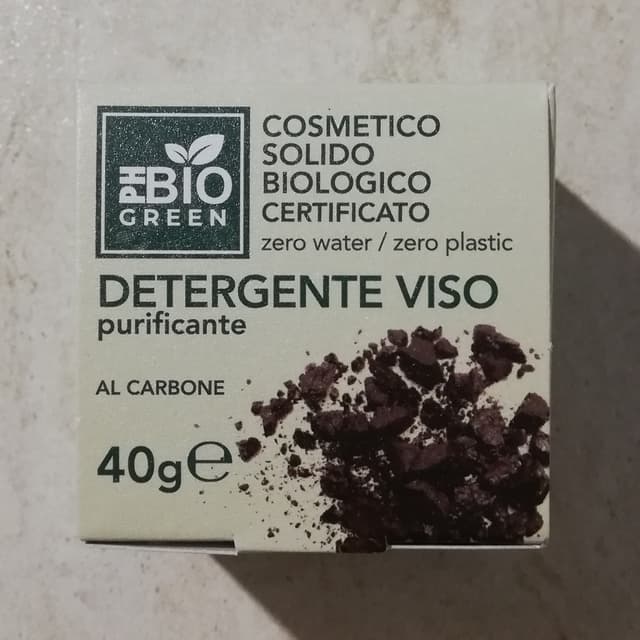 PH BIO
GREEN
COSMETICO
SOLIDO
BIOLOGICO
CERTIFICATO
zero water / zero plastic
DETERGENTE VISO
purificante
AL CARBONE
40g℮